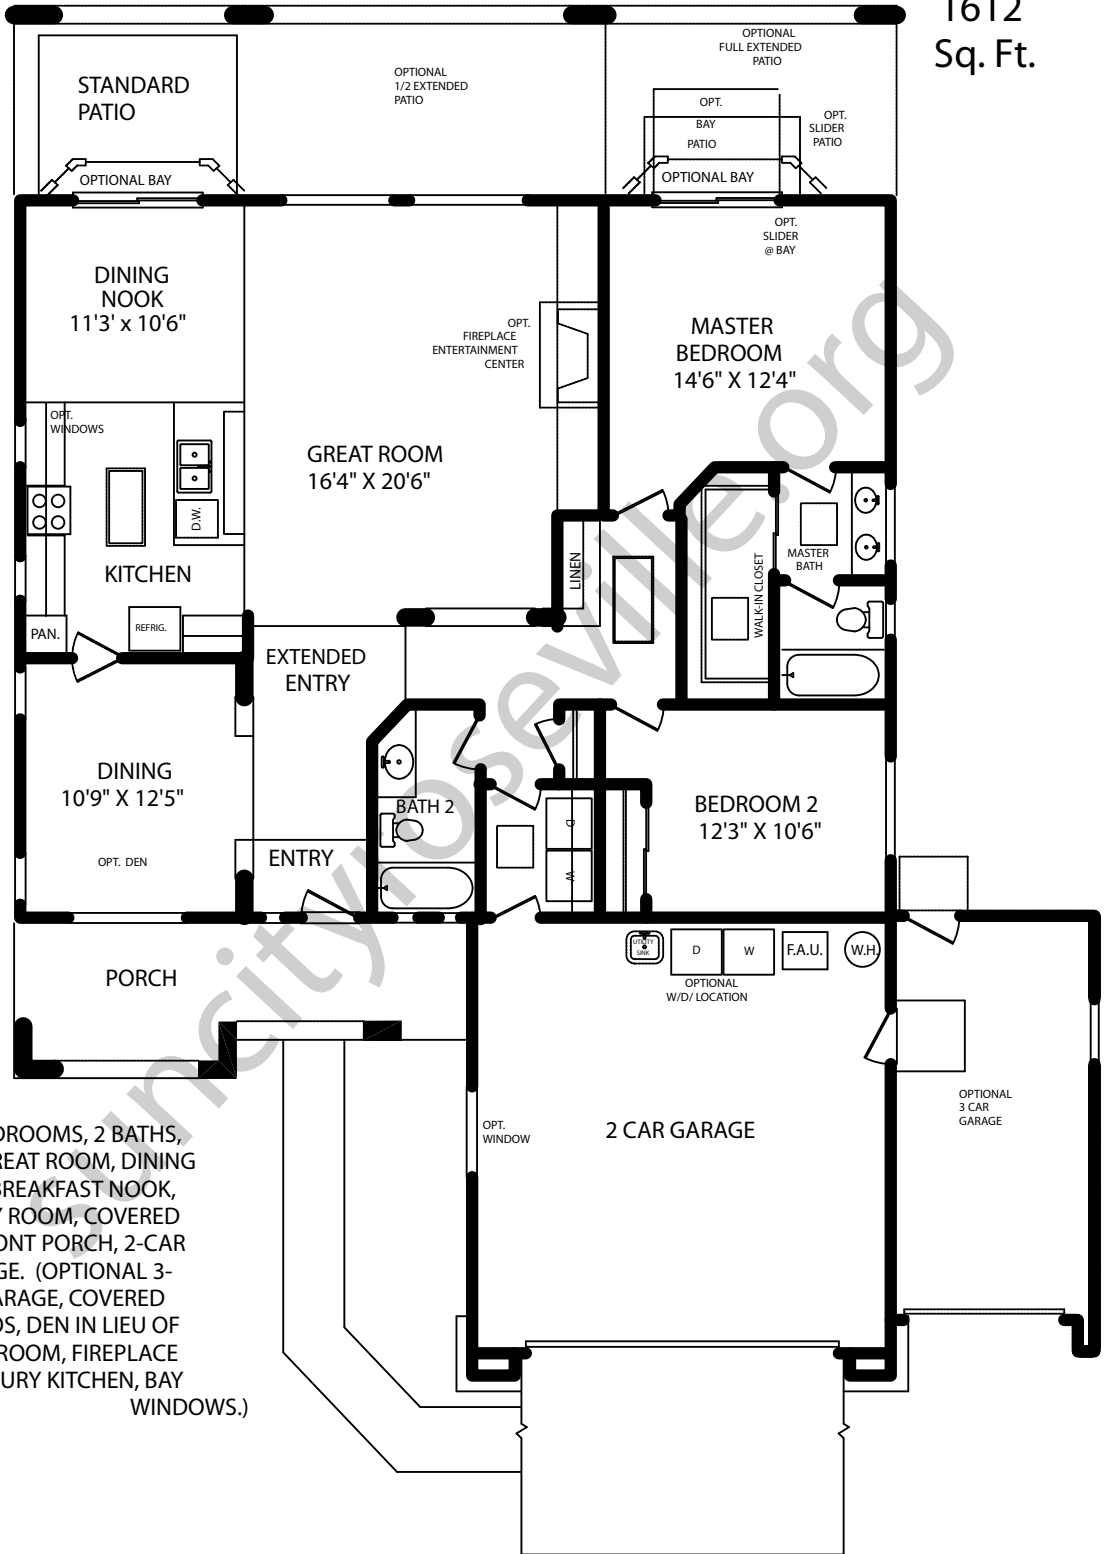 1612
Sq. Ft.
OPTIONAL
FULL EXTENDED
PATIO
OPTIONAL
1/2 EXTENDED
PATIO
STANDARD
PATIO
OPT.
BAY
PATIO
OPT.
SLIDER
PATIO
OPTIONAL BAY
OPTIONAL BAY
OPT.
SLIDER
@ BAY
DINING
NOOK
11'3' x 10'6"
OPT.
FIREPLACE
ENTERTAINMENT
CENTER
MASTER
BEDROOM
14'6" X 12'4"
OPT.
WINDOWS
GREAT ROOM
16'4" X 20'6"
D.W.
KITCHEN
LINEN
WALK-IN CLOSET
MASTER
BATH
PAN.
REFRIG.
EXTENDED
ENTRY
DINING
10'9" X 12'5"
OPT. DEN
BATH 2
BEDROOM 2
12'3" X 10'6"
D
W
ENTRY
PORCH
UTILITY
SINK
D
W
F.A.U.
W.H.
OPTIONAL
W/D/ LOCATION
OPT.
WINDOW
2 CAR GARAGE
OPTIONAL
3 CAR
GARAGE
DROOMS, 2 BATHS,
REAT ROOM, DINING
BREAKFAST NOOK,
Y ROOM, COVERED
ONT PORCH, 2-CAR
GE. (OPTIONAL 3-
ARAGE, COVERED
OS, DEN IN LIEU OF
ROOM, FIREPLACE
URY KITCHEN, BAY
WINDOWS.)
suncityroseville.org